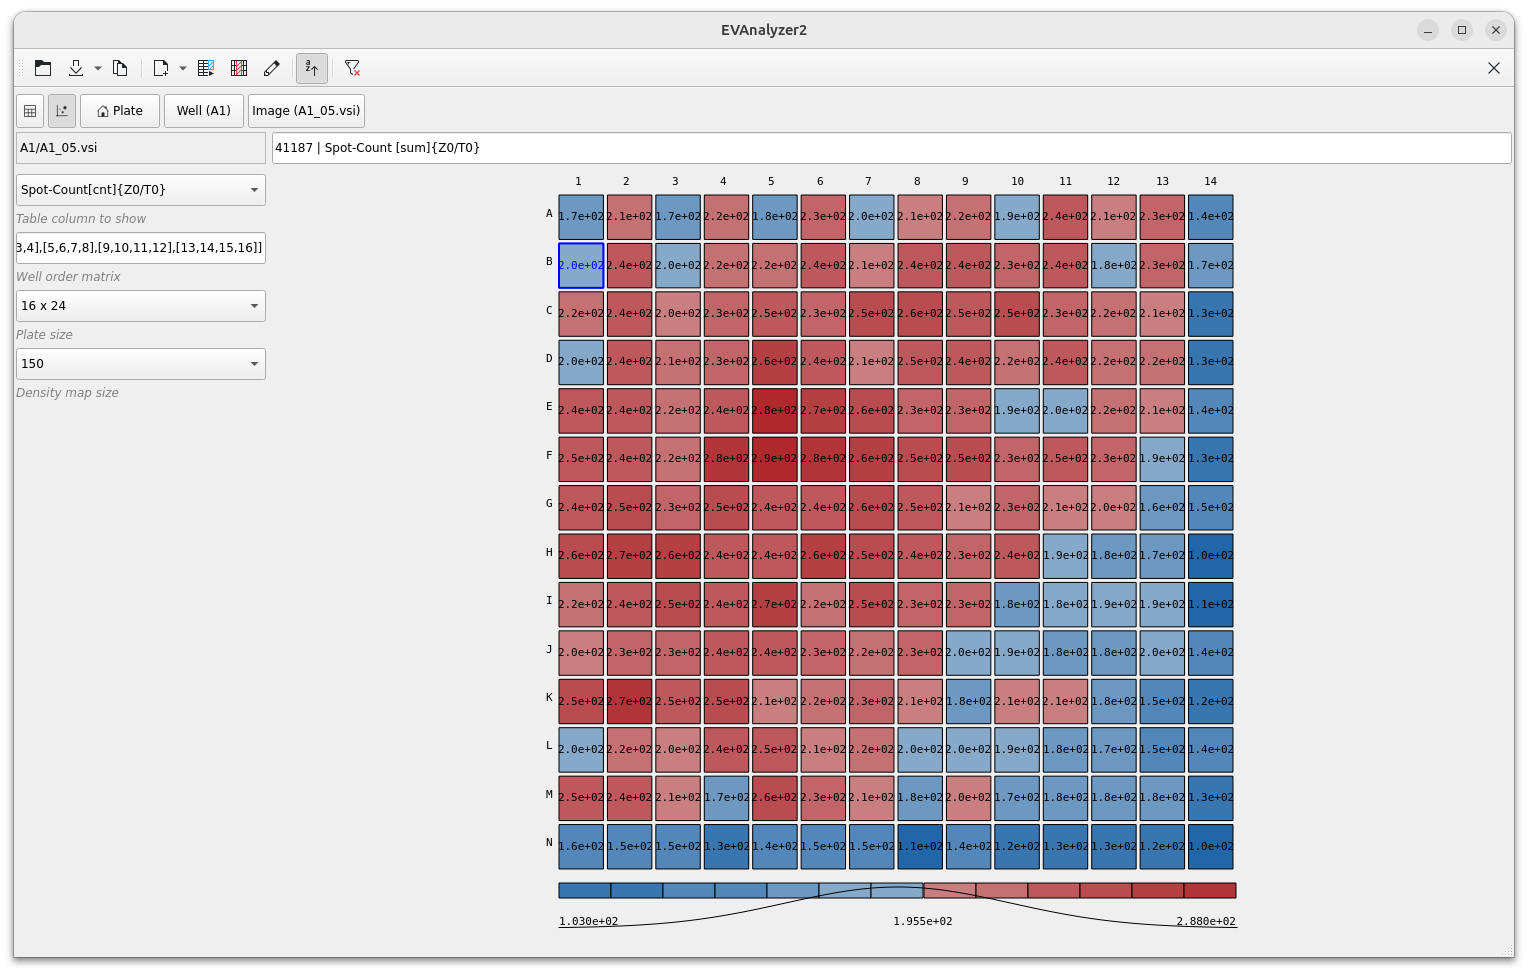 EVAnalyzer2
Plate Well (A1) Image (A1_05.vsi)
A1/A1_05.vsi 41187 | Spot-Count [sum]{Z0/T0}
Spot-Count[cnt]{Z0/T0}
Table column to show
3,4],[5,6,7,8],[9,10,11,12],[13,14,15,16]]
Well order matrix
16 x 24
Plate size
150
Density map size
1 2 3 4 5 6 7 8 9 10 11 12 13 14
A 1.7e+02 2.1e+02 1.7e+02 2.2e+02 1.8e+02 2.3e+02 2.0e+02 2.1e+02 2.2e+02 1.9e+02 2.4e+02 2.1e+02 2.3e+02 1.4e+02
B 2.0e+02 2.4e+02 2.0e+02 2.2e+02 2.2e+02 2.4e+02 2.1e+02 2.4e+02 2.4e+02 2.3e+02 2.4e+02 1.8e+02 2.3e+02 1.7e+02
C 2.2e+02 2.4e+02 2.0e+02 2.3e+02 2.5e+02 2.3e+02 2.5e+02 2.6e+02 2.5e+02 2.5e+02 2.3e+02 2.2e+02 2.1e+02 1.3e+02
D 2.0e+02 2.4e+02 2.1e+02 2.3e+02 2.6e+02 2.4e+02 2.1e+02 2.5e+02 2.4e+02 2.2e+02 2.4e+02 2.2e+02 2.2e+02 1.3e+02
E 2.4e+02 2.4e+02 2.2e+02 2.4e+02 2.8e+02 2.7e+02 2.6e+02 2.3e+02 2.3e+02 1.9e+02 2.0e+02 2.2e+02 2.1e+02 1.4e+02
F 2.5e+02 2.4e+02 2.2e+02 2.8e+02 2.9e+02 2.8e+02 2.6e+02 2.5e+02 2.5e+02 2.3e+02 2.5e+02 2.3e+02 1.9e+02 1.3e+02
G 2.4e+02 2.5e+02 2.3e+02 2.5e+02 2.4e+02 2.4e+02 2.6e+02 2.5e+02 2.1e+02 2.3e+02 2.1e+02 2.0e+02 1.6e+02 1.5e+02
H 2.6e+02 2.7e+02 2.6e+02 2.4e+02 2.4e+02 2.6e+02 2.5e+02 2.4e+02 2.3e+02 2.4e+02 1.9e+02 1.8e+02 1.7e+02 1.0e+02
I 2.2e+02 2.4e+02 2.5e+02 2.4e+02 2.7e+02 2.2e+02 2.5e+02 2.3e+02 2.3e+02 1.8e+02 1.8e+02 1.9e+02 1.9e+02 1.1e+02
J 2.0e+02 2.3e+02 2.3e+02 2.4e+02 2.4e+02 2.3e+02 2.2e+02 2.3e+02 2.0e+02 1.9e+02 1.8e+02 1.8e+02 2.0e+02 1.4e+02
K 2.5e+02 2.7e+02 2.5e+02 2.5e+02 2.1e+02 2.2e+02 2.3e+02 2.1e+02 1.8e+02 2.1e+02 2.1e+02 1.8e+02 1.5e+02 1.2e+02
L 2.0e+02 2.2e+02 2.0e+02 2.4e+02 2.5e+02 2.1e+02 2.2e+02 2.0e+02 2.0e+02 1.9e+02 1.8e+02 1.7e+02 1.5e+02 1.4e+02
M 2.5e+02 2.4e+02 2.1e+02 1.7e+02 2.6e+02 2.3e+02 2.1e+02 1.8e+02 2.0e+02 1.7e+02 1.8e+02 1.8e+02 1.8e+02 1.3e+02
N 1.6e+02 1.5e+02 1.5e+02 1.3e+02 1.4e+02 1.5e+02 1.5e+02 1.1e+02 1.4e+02 1.2e+02 1.3e+02 1.3e+02 1.2e+02 1.0e+02
1.030e+02 1.955e+02 2.880e+02